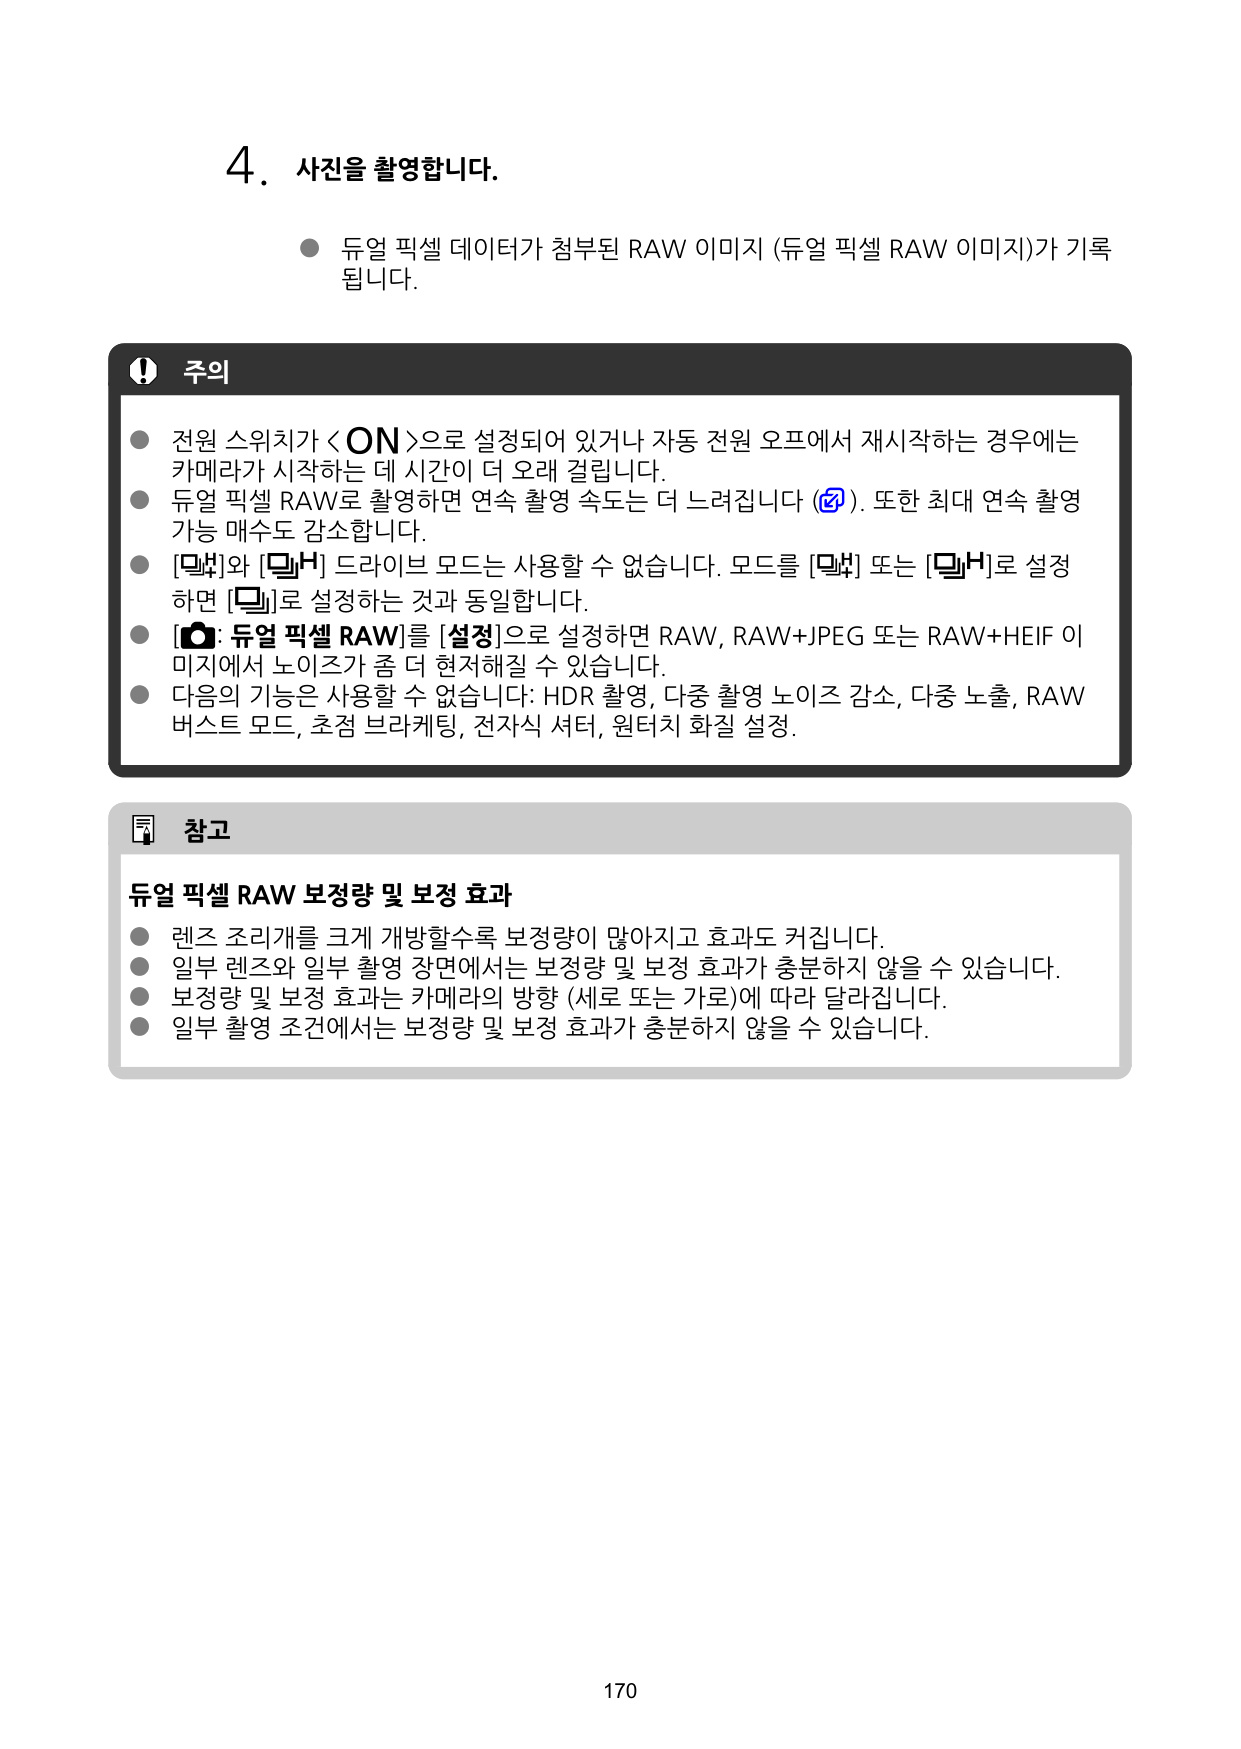 4. 사진을 촬영합니다.
● 듀얼 픽셀 데이터가 첨부된 RAW 이미지 (듀얼 픽셀 RAW 이미지)가 기록
됩니다.
주의
● 전원 스위치가 < ON >으로 설정되어 있거나 자동 전원 오프에서 재시작하는 경우에는
카메라가 시작하는 데 시간이 더 오래 걸립니다.
● 듀얼 픽셀 RAW로 촬영하면 연속 촬영 속도는 더 느려집니다 ( ). 또한 최대 연속 촬영
가능 매수도 감소합니다.
● [H+]와 [H] 드라이브 모드는 사용할 수 없습니다. 모드를 [H+] 또는 [H]로 설정
하면 [ ]로 설정하는 것과 동일합니다.
● [ : 듀얼 픽셀 RAW]를 [설정]으로 설정하면 RAW, RAW+JPEG 또는 RAW+HEIF 이
미지에서 노이즈가 좀 더 현저해질 수 있습니다.
● 다음의 기능은 사용할 수 없습니다: HDR 촬영, 다중 촬영 노이즈 감소, 다중 노출, RAW
버스트 모드, 초점 브라케팅, 전자식 셔터, 원터치 화질 설정.
참고
듀얼 픽셀 RAW 보정량 및 보정 효과
● 렌즈 조리개를 크게 개방할수록 보정량이 많아지고 효과도 커집니다.
● 일부 렌즈와 일부 촬영 장면에서는 보정량 및 보정 효과가 충분하지 않을 수 있습니다.
● 보정량 및 보정 효과는 카메라의 방향 (세로 또는 가로)에 따라 달라집니다.
● 일부 촬영 조건에서는 보정량 및 보정 효과가 충분하지 않을 수 있습니다.
170